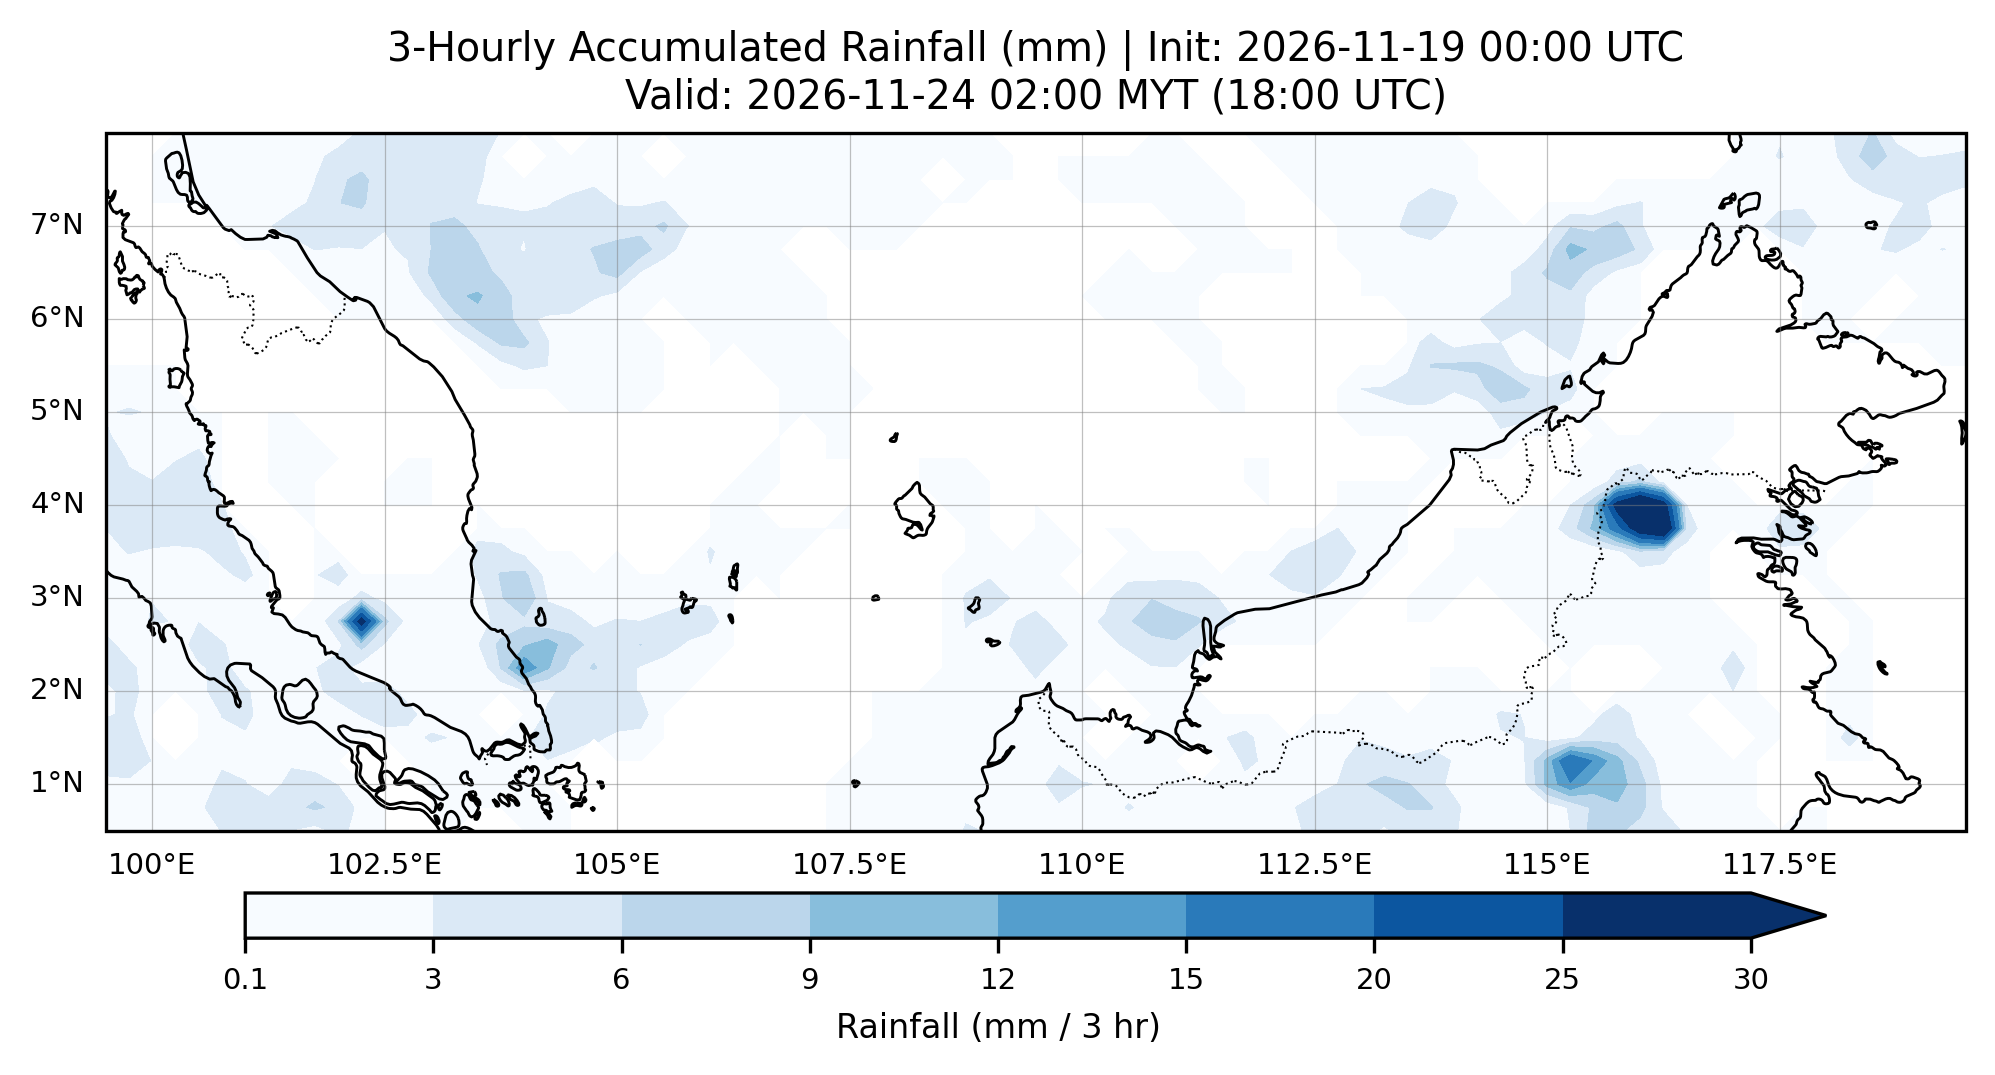 3-Hourly Accumulated Rainfall (mm) | Init: 2026-11-19 00:00 UTC
Valid: 2026-11-24 02:00 MYT (18:00 UTC)
7°N
6°N
5°N
4°N
3°N
2°N
1°N
100°E 102.5°E 105°E 107.5°E 110°E 112.5°E 115°E 117.5°E
0.1 3 6 9 12 15 20 25 30
Rainfall (mm / 3 hr)